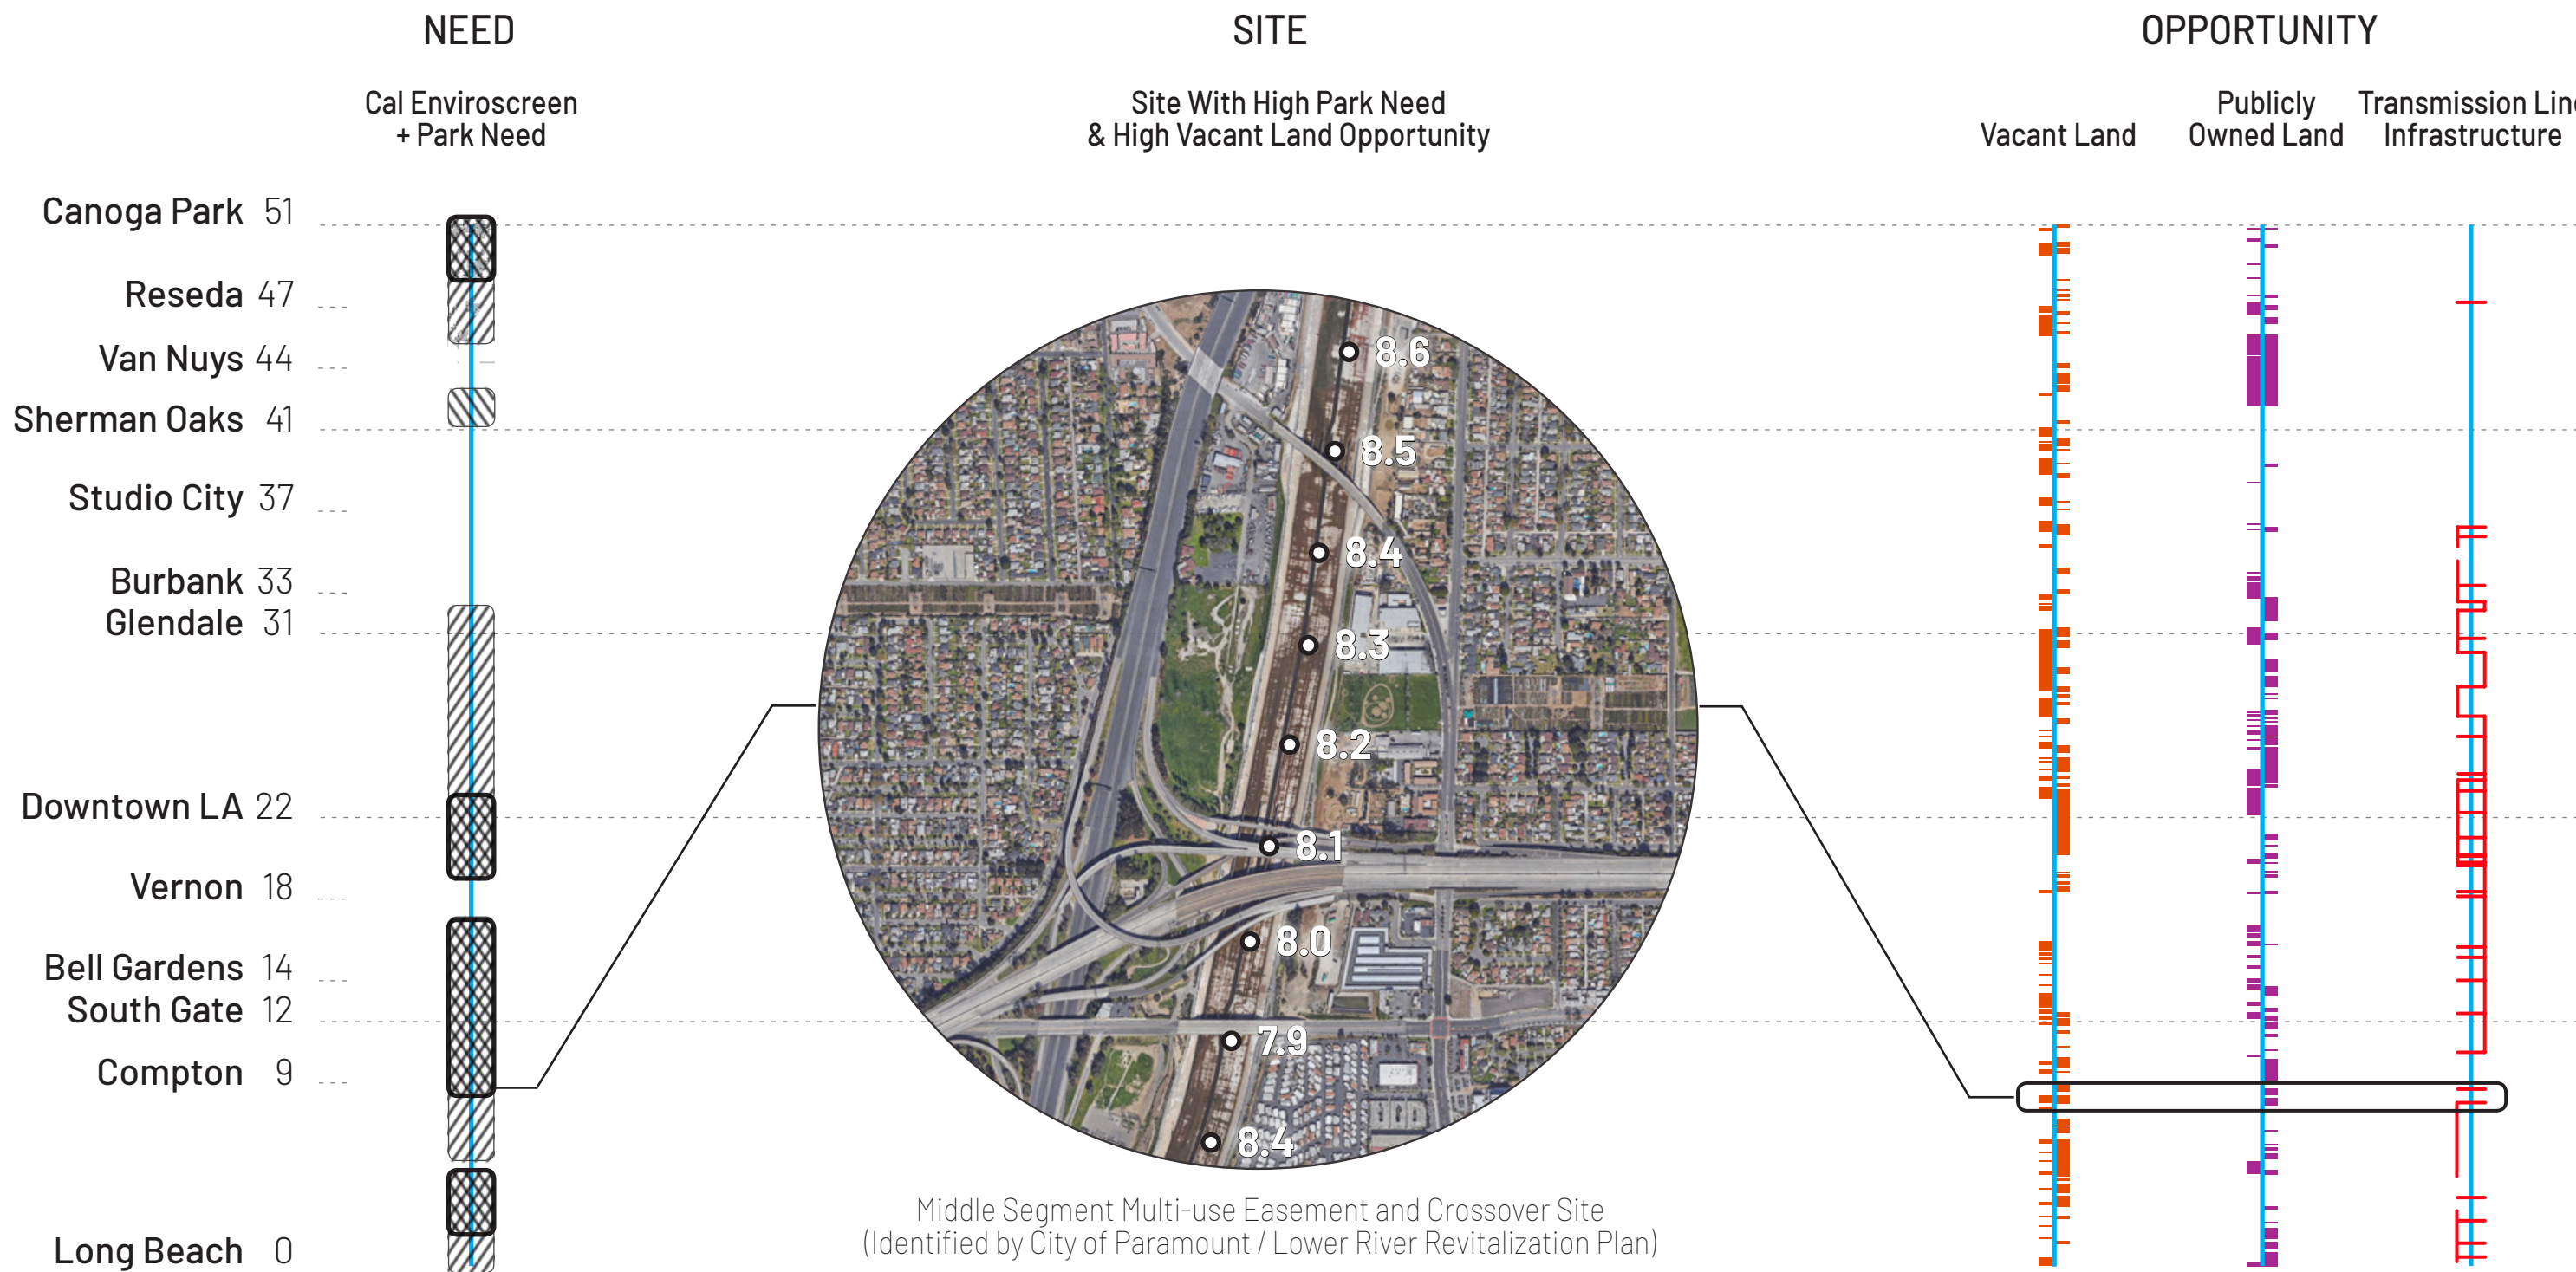 NEED
SITE
OPPORTUNITY
Cal Enviroscreen
+ Park Need
Site With High Park Need
& High Vacant Land Opportunity
Vacant Land
Publicly
Owned Land
Transmission Lin
Infrastructure
Canoga Park 51
Reseda 47
Van Nuys 44
Sherman Oaks 41
Studio City 37
Burbank 33
Glendale 31
Downtown LA 22
Vernon 18
Bell Gardens 14
South Gate 12
Compton 9
Long Beach 0
8.6
8.5
8.4
8.3
8.2
8.1
8.0
7.9
8.4
Middle Segment Multi-use Easement and Crossover Site
(Identified by City of Paramount / Lower River Revitalization Plan)